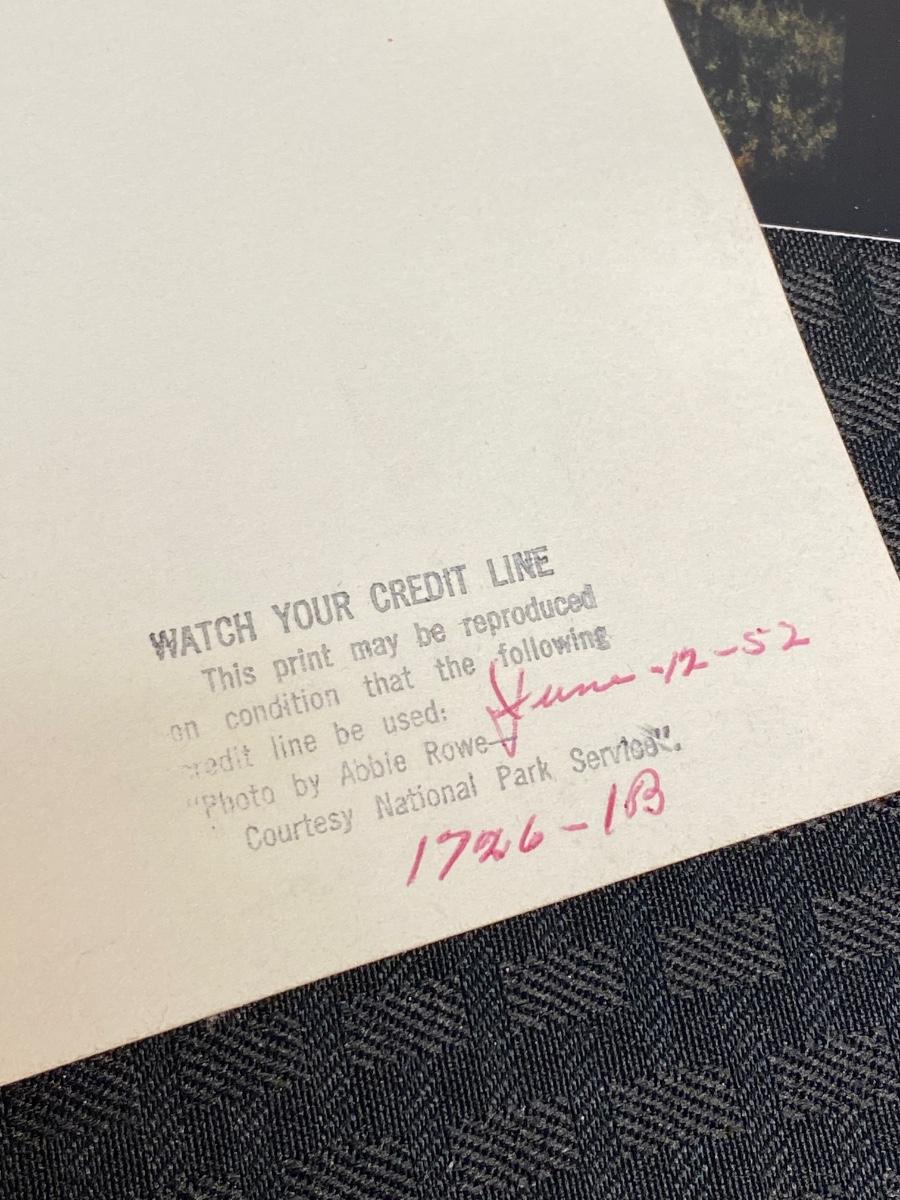 WATCH YOUR CREDIT LINE
This print may be reproduced
on condition that the following
credit line be used:
June-12-52
"Photo by Abbie Rowe—
Courtesy National Park Service".
1726-1B